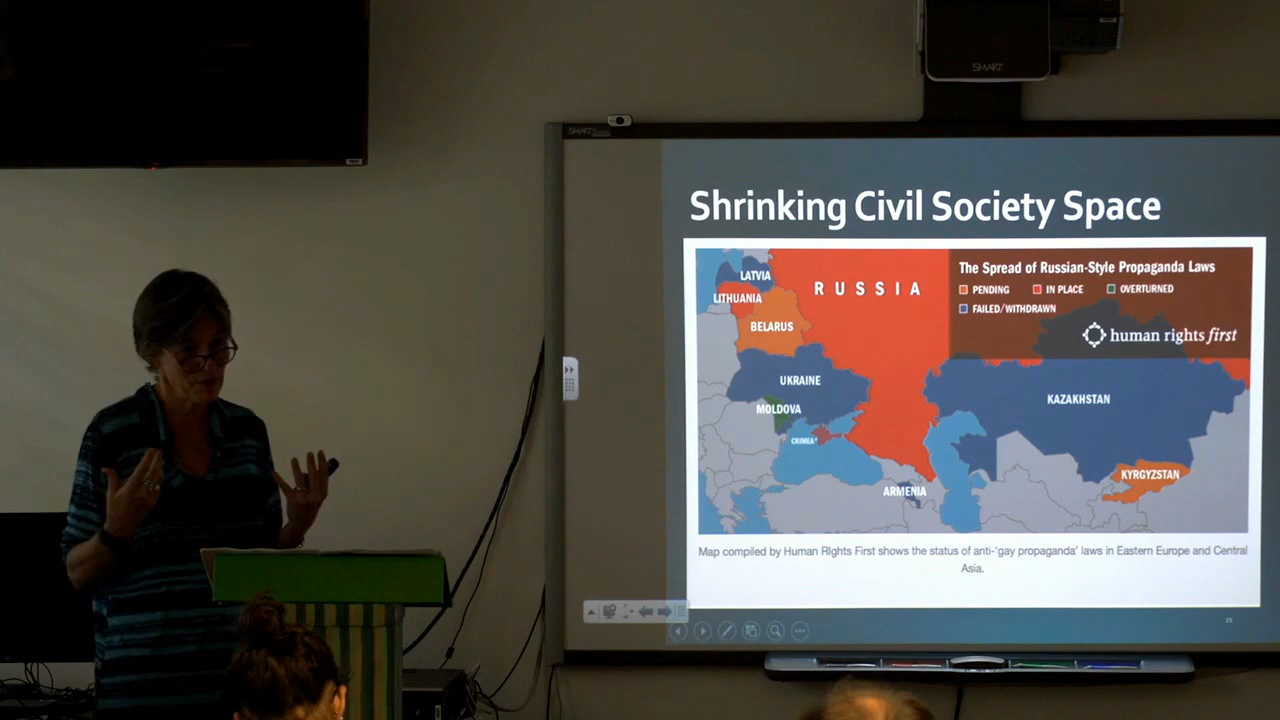 SMART
SMART Board
Shrinking Civil Society Space
The Spread of Russian-Style Propaganda Laws
PENDING
IN PLACE
OVERTURNED
FAILED/WITHDRAWN
human rights first
LATVIA
RUSSIA
LITHUANIA
BELARUS
UKRAINE
KAZAKHSTAN
MOLDOVA
CRIMEA*
KYRGYZSTAN
ARMENIA
Map compiled by Human Rights First shows the status of anti-'gay propaganda' laws in Eastern Europe and Central
Asia.